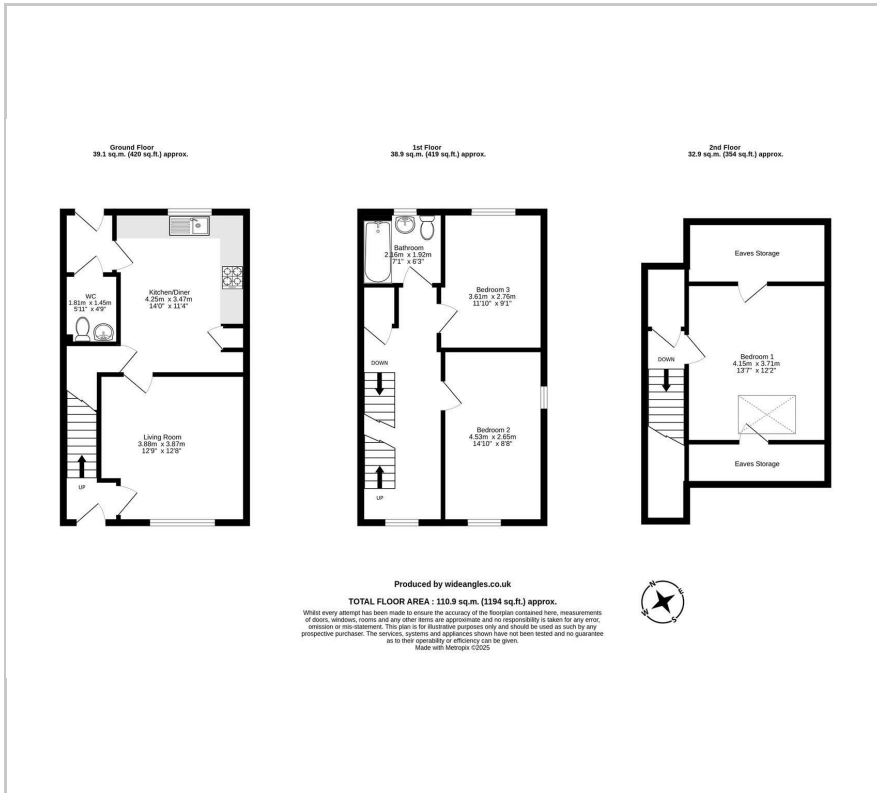 Ground Floor
39.1 sq.m. (420 sq.ft.) approx.
1st Floor
38.9 sq.m. (419 sq.ft.) approx.
2nd Floor
32.9 sq.m. (354 sq.ft.) approx.
WC
1.81m x 1.45m
5'11" x 4'9"
Kitchen/Diner
4.25m x 3.47m
14'0" x 11'4"
Living Room
3.88m x 3.87m
12'9" x 12'8"
UP
Bathroom
2.16m x 1.92m
7'1" x 6'3"
Bedroom 3
3.61m x 2.76m
11'10" x 9'1"
DOWN
Bedroom 2
4.53m x 2.65m
14'10" x 8'8"
UP
Eaves Storage
DOWN
Bedroom 1
4.15m x 3.71m
13'7" x 12'2"
Eaves Storage
Produced by wideangles.co.uk
TOTAL FLOOR AREA : 110.9 sq.m. (1194 sq.ft.) approx.
Whilst every attempt has been made to ensure the accuracy of the floorplan contained here, measurements
of doors, windows, rooms and any other items are approximate and no responsibility is taken for any error,
omission or mis-statement. This plan is for illustrative purposes only and should be used as such by any
prospective purchaser. The services, systems and appliances shown have not been tested and no guarantee
as to their operability or efficiency can be given.
Made with Metropix ©2025
N
E
W
S